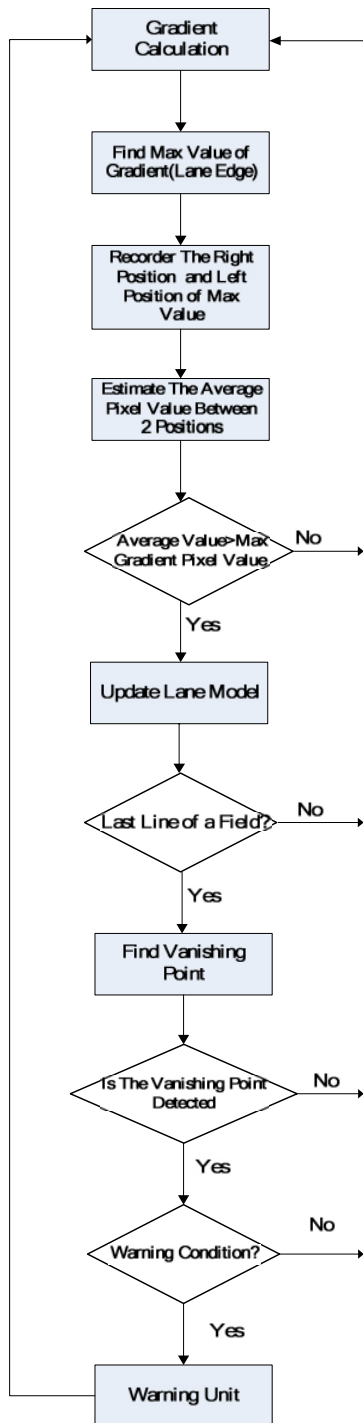 Gradient
Calculation
Find Max Value of
Gradient(Lane Edge)
Recorder The Right
Position and Left
Position of Max
Value
Estimate The Average
Pixel Value Between
2 Positions
Average Value>Max
Gradient Pixel Value
No
Yes
Update Lane Model
Last Line of a Field?
No
Yes
Find Vanishing
Point
Is The Vanishing Point
Detected
No
Yes
Warning Condition?
No
Yes
Warning Unit